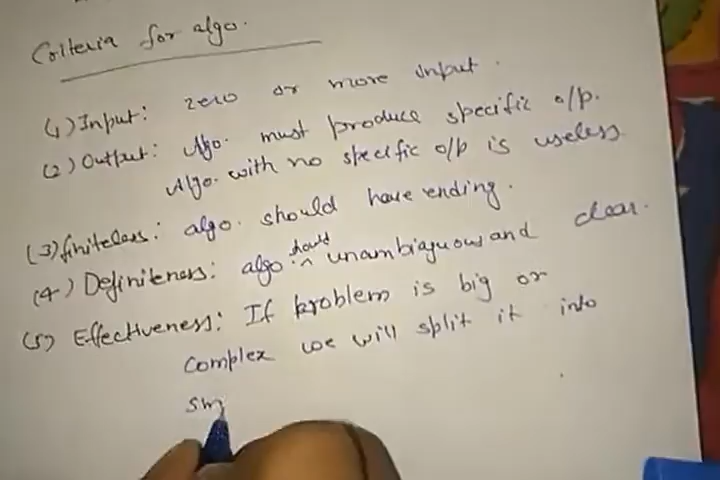 Criteria for algo.
(1) Input: zero or more input.
(2) Output: Algo. must produce specific o/p.
Algo. with no specific o/p is useless
(3) finiteless: algo. should have ending.
(4) Definiteness: algo should unambiaguous and clear.
(5) Effectiveness: If problem is big or
complex we will split it into
sm